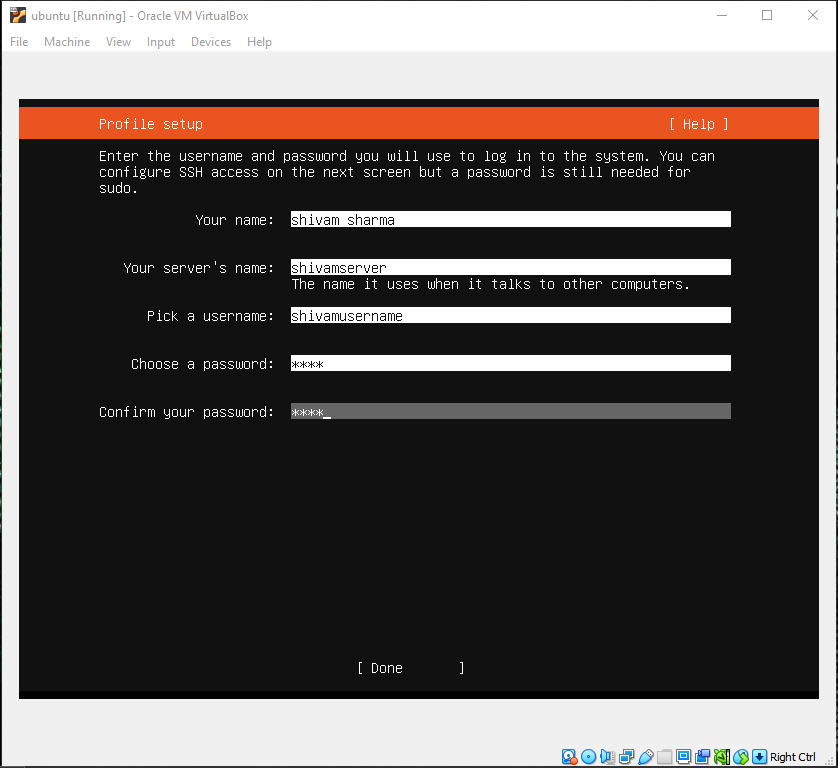 ubuntu [Running] - Oracle VM VirtualBox
File Machine View Input Devices Help
Profile setup [ Help ]
Enter the username and password you will use to log in to the system. You can
configure SSH access on the next screen but a password is still needed for
sudo.
Your name: shivam sharma
Your server's name: shivamserver
The name it uses when it talks to other computers.
Pick a username: shivamusername
Choose a password: ****
Confirm your password: ****_
[ Done ]
Right Ctrl